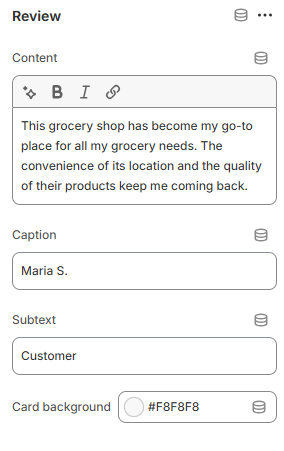 Review
Content
B I
This grocery shop has become my go-to
place for all my grocery needs. The
convenience of its location and the quality
of their products keep me coming back.
Caption
Maria S.
Subtext
Customer
Card background #F8F8F8